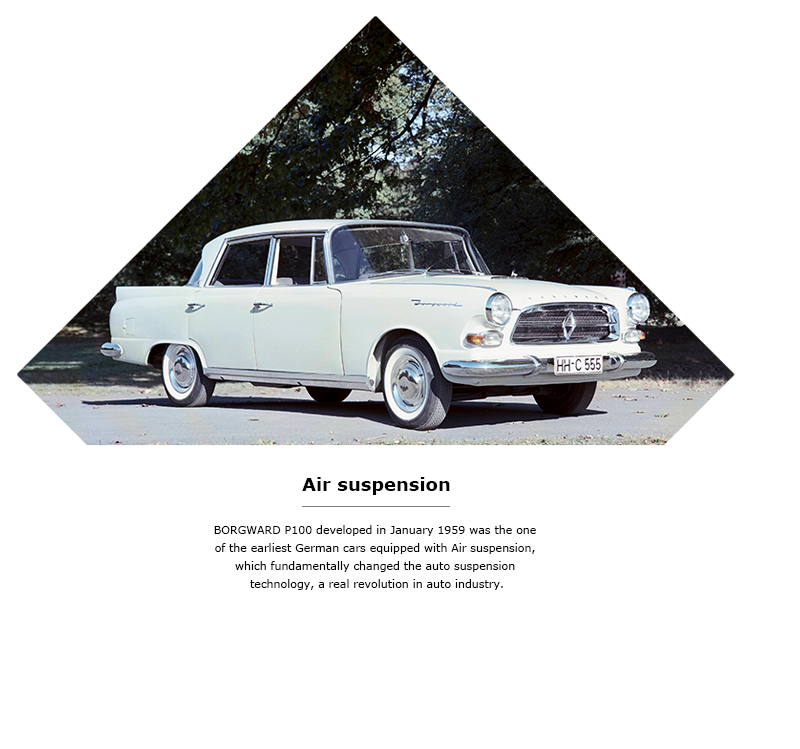 Borgward
HH-C 555
Air suspension
BORGWARD P100 developed in January 1959 was the one
of the earliest German cars equipped with Air suspension,
which fundamentally changed the auto suspension
technology, a real revolution in auto industry.